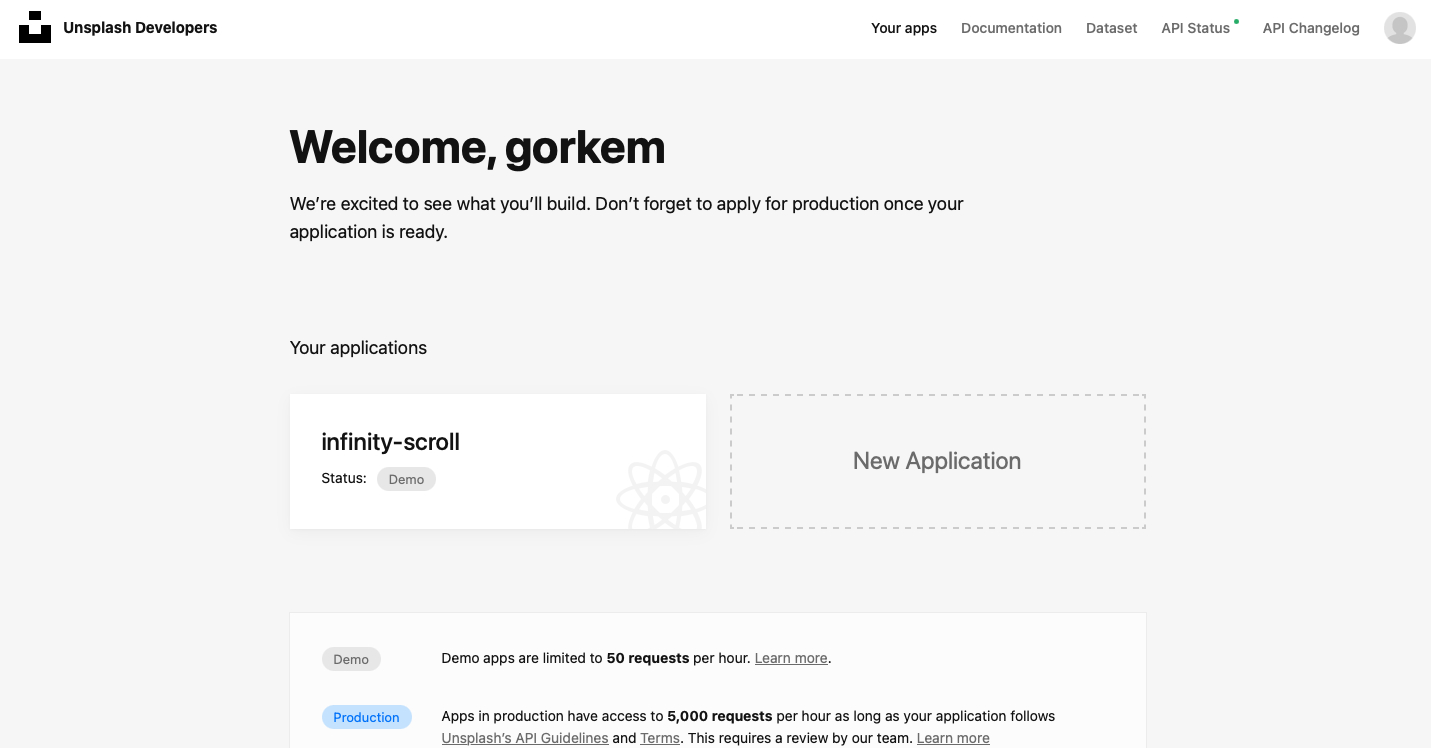 Unsplash Developers
Your apps
Documentation
Dataset
API Status
API Changelog
Welcome, gorkem
We’re excited to see what you’ll build. Don’t forget to apply for production once your
application is ready.
Your applications
infinity-scroll
Status: Demo
New Application
Demo
Demo apps are limited to 50 requests per hour. Learn more.
Production
Apps in production have access to 5,000 requests per hour as long as your application follows
Unsplash’s API Guidelines and Terms. This requires a review by our team. Learn more